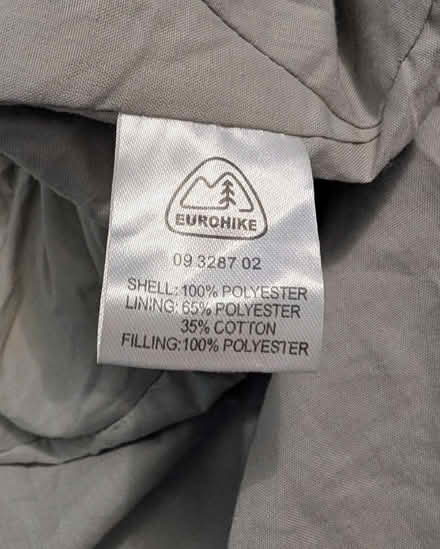 EUROHIKE
09 3287 02
SHELL: 100% POLYESTER
LINING: 65% POLYESTER
35% COTTON
FILLING: 100% POLYESTER